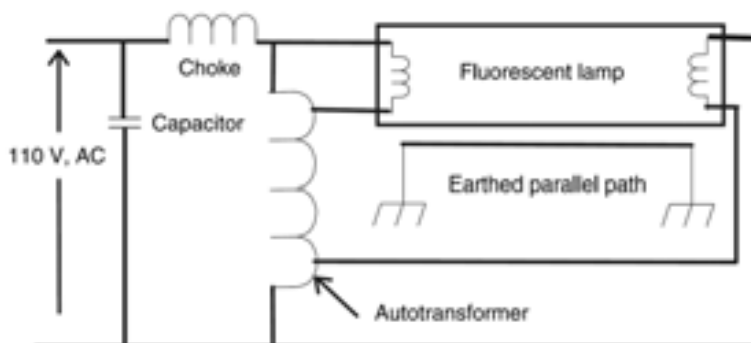 Choke
Fluorescent lamp
Capacitor
110 V, AC
Earthed parallel path
Autotransformer